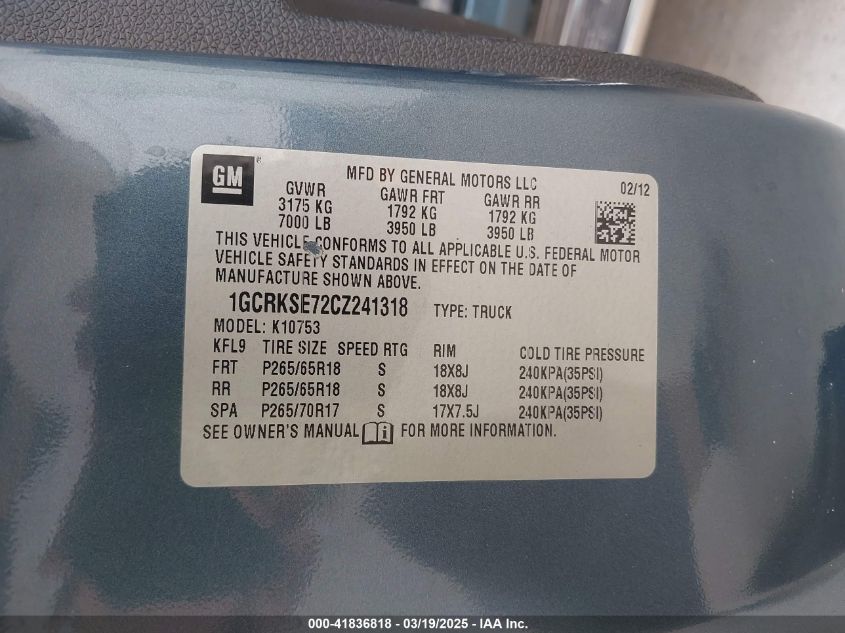 GM
MFD BY GENERAL MOTORS LLC 02/12
GVWR GAWR FRT GAWR RR
3175 KG 1792 KG 1792 KG
7000 LB 3950 LB 3950 LB
THIS VEHICLE CONFORMS TO ALL APPLICABLE U.S. FEDERAL MOTOR
VEHICLE SAFETY STANDARDS IN EFFECT ON THE DATE OF
MANUFACTURE SHOWN ABOVE.
1GCRKSE72CZ241318 TYPE: TRUCK
MODEL: K10753
KFL9 TIRE SIZE SPEED RTG RIM COLD TIRE PRESSURE
FRT P265/65R18 S 18X8J 240KPA(35PSI)
RR P265/65R18 S 18X8J 240KPA(35PSI)
SPA P265/70R17 S 17X7.5J 240KPA(35PSI)
SEE OWNER'S MANUAL FOR MORE INFORMATION.
000-41836818 - 03/19/2025 - IAA Inc.